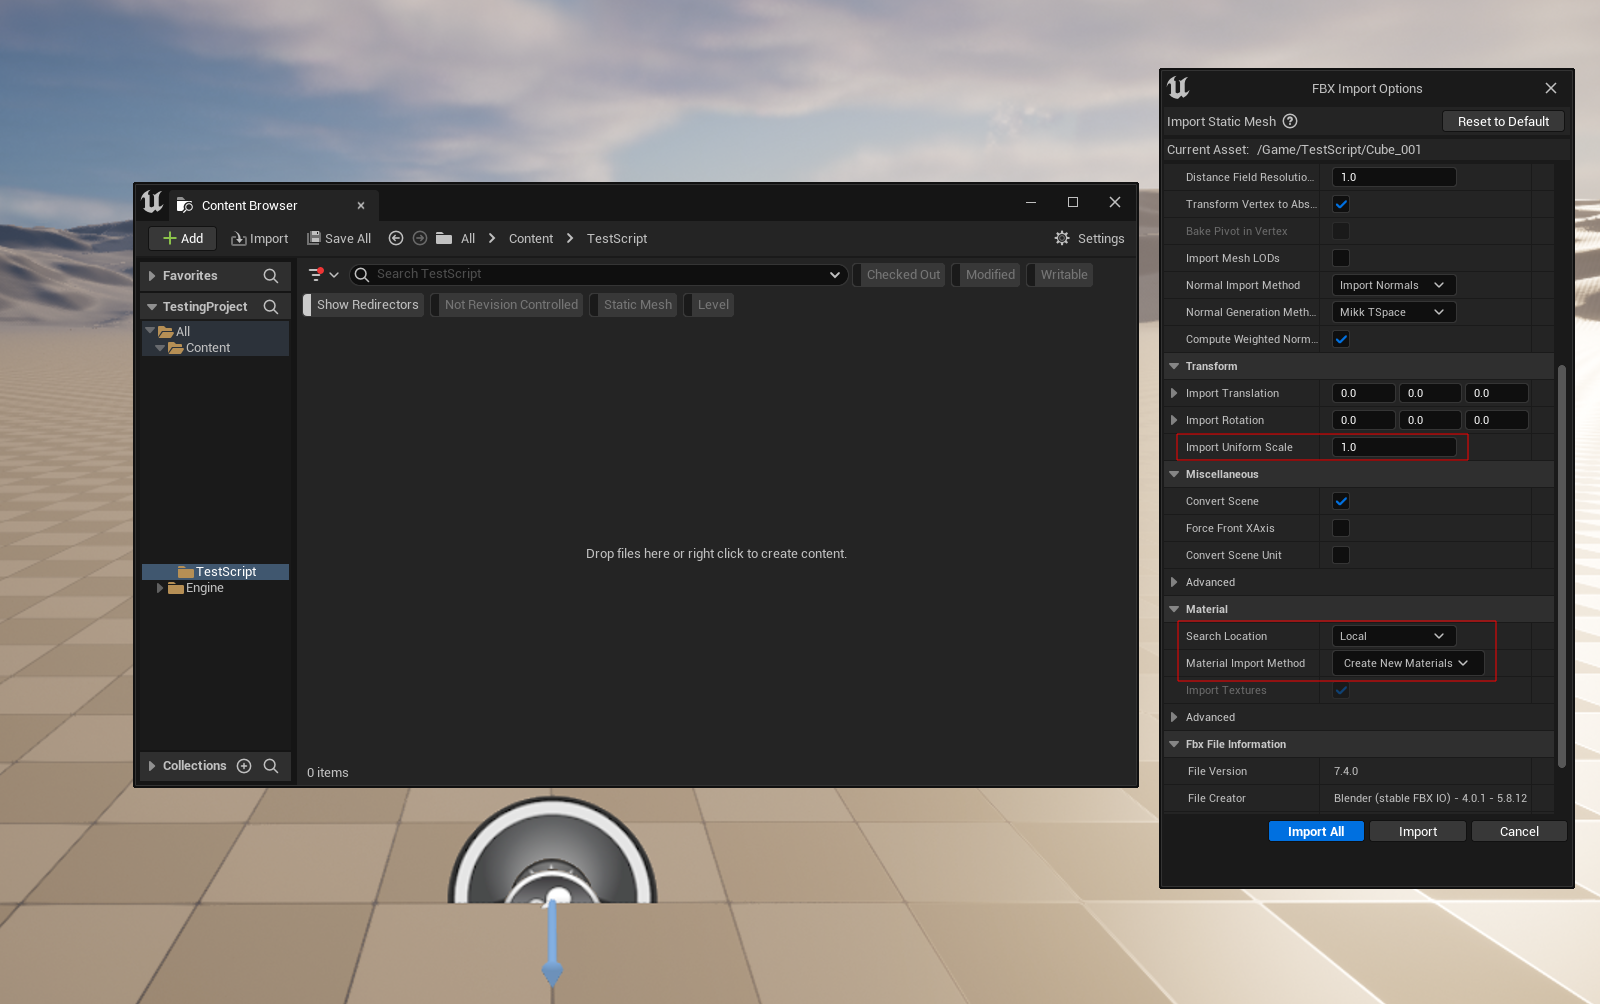 Content Browser
Add
Import
Save All
All
Content
TestScript
Settings
Favorites
Search TestScript
Checked Out
Modified
Writable
TestingProject
Show Redirectors
Not Revision Controlled
Static Mesh
Level
All
Content
TestScript
Engine
Drop files here or right click to create content.
Collections
0 items
FBX Import Options
Import Static Mesh
Reset to Default
Current Asset: /Game/TestScript/Cube_001
Distance Field Resolutio... 1.0
Transform Vertex to Abs...
Bake Pivot in Vertex
Import Mesh LODs
Normal Import Method Import Normals
Normal Generation Meth... Mikk TSpace
Compute Weighted Norm...
Transform
Import Translation 0.0 0.0 0.0
Import Rotation 0.0 0.0 0.0
Import Uniform Scale 1.0
Miscellaneous
Convert Scene
Force Front XAxis
Convert Scene Unit
Advanced
Material
Search Location Local
Material Import Method Create New Materials
Import Textures
Advanced
Fbx File Information
File Version 7.4.0
File Creator Blender (stable FBX IO) - 4.0.1 - 5.8.12
Import All
Import
Cancel